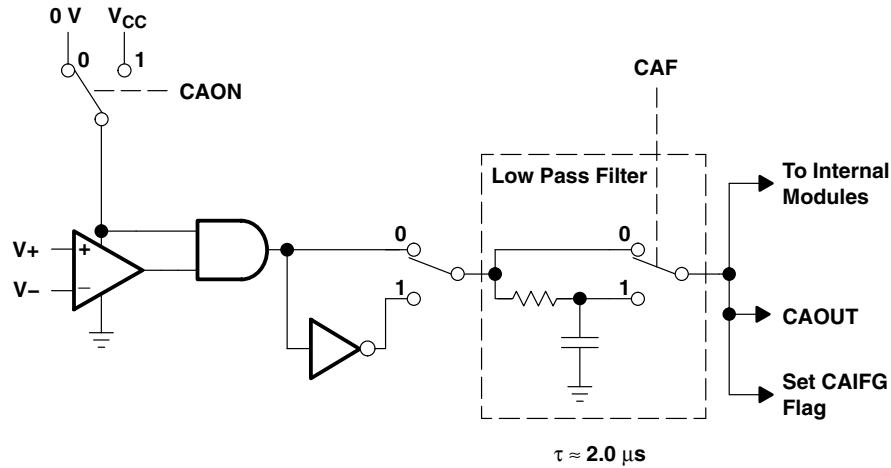 0 V
VCC
0
1
CAON
CAF
Low Pass Filter
To Internal
Modules
V+
+
V−
−
0
1
0
1
CAOUT
Set CAIFG
Flag
τ ≈ 2.0 μs